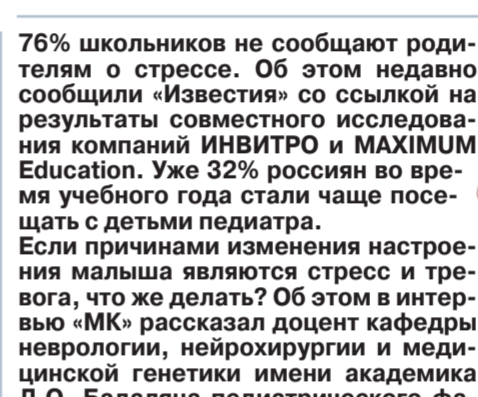 76% школьников не сообщают роди-
телям о стрессе. Об этом недавно
сообщили «Известия» со ссылкой на
результаты совместного исследова-
ния компаний ИНВИТРО и MAXIMUM
Education. Уже 32% россиян во вре-
мя учебного года стали чаще посе-
щать с детьми педиатра.
Если причинами изменения настрое-
ния малыша являются стресс и тре-
вога, что же делать? Об этом в интер-
вью «МК» рассказал доцент кафедры
неврологии, нейрохирургии и меди-
цинской генетики имени академика
Л.О. Бадаляна педиатрического фа-